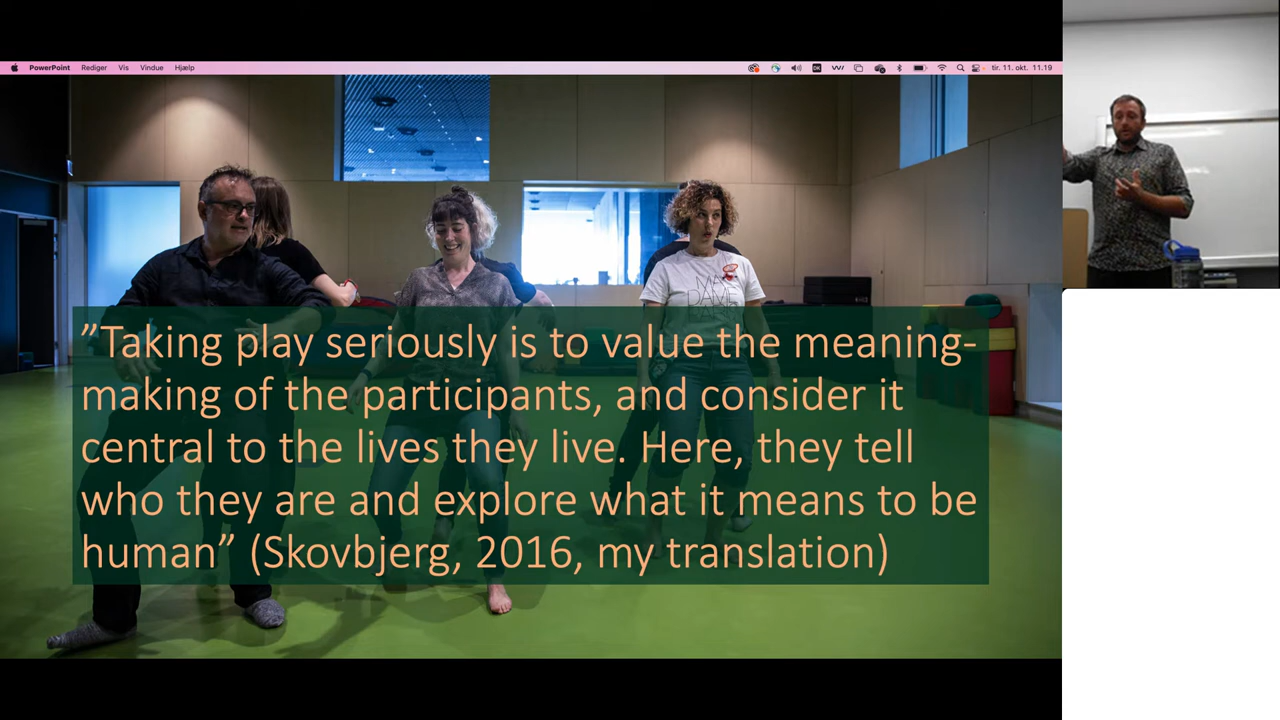 PowerPoint Rediger Vis Vindue Hjælp tir. 11. okt. 11.19
”Taking play seriously is to value the meaning-
making of the participants, and consider it
central to the lives they live. Here, they tell
who they are and explore what it means to be
human” (Skovbjerg, 2016, my translation)